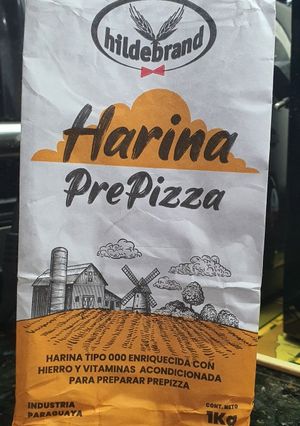 hildebrand
Harina
PrePizza
HARINA TIPO 000 ENRIQUECIDA CON
HIERRO Y VITAMINAS ACONDICIONADA
PARA PREPARAR PREPIZZA
INDUSTRIA
PARAGUAYA
CONT. NETO
1Kg